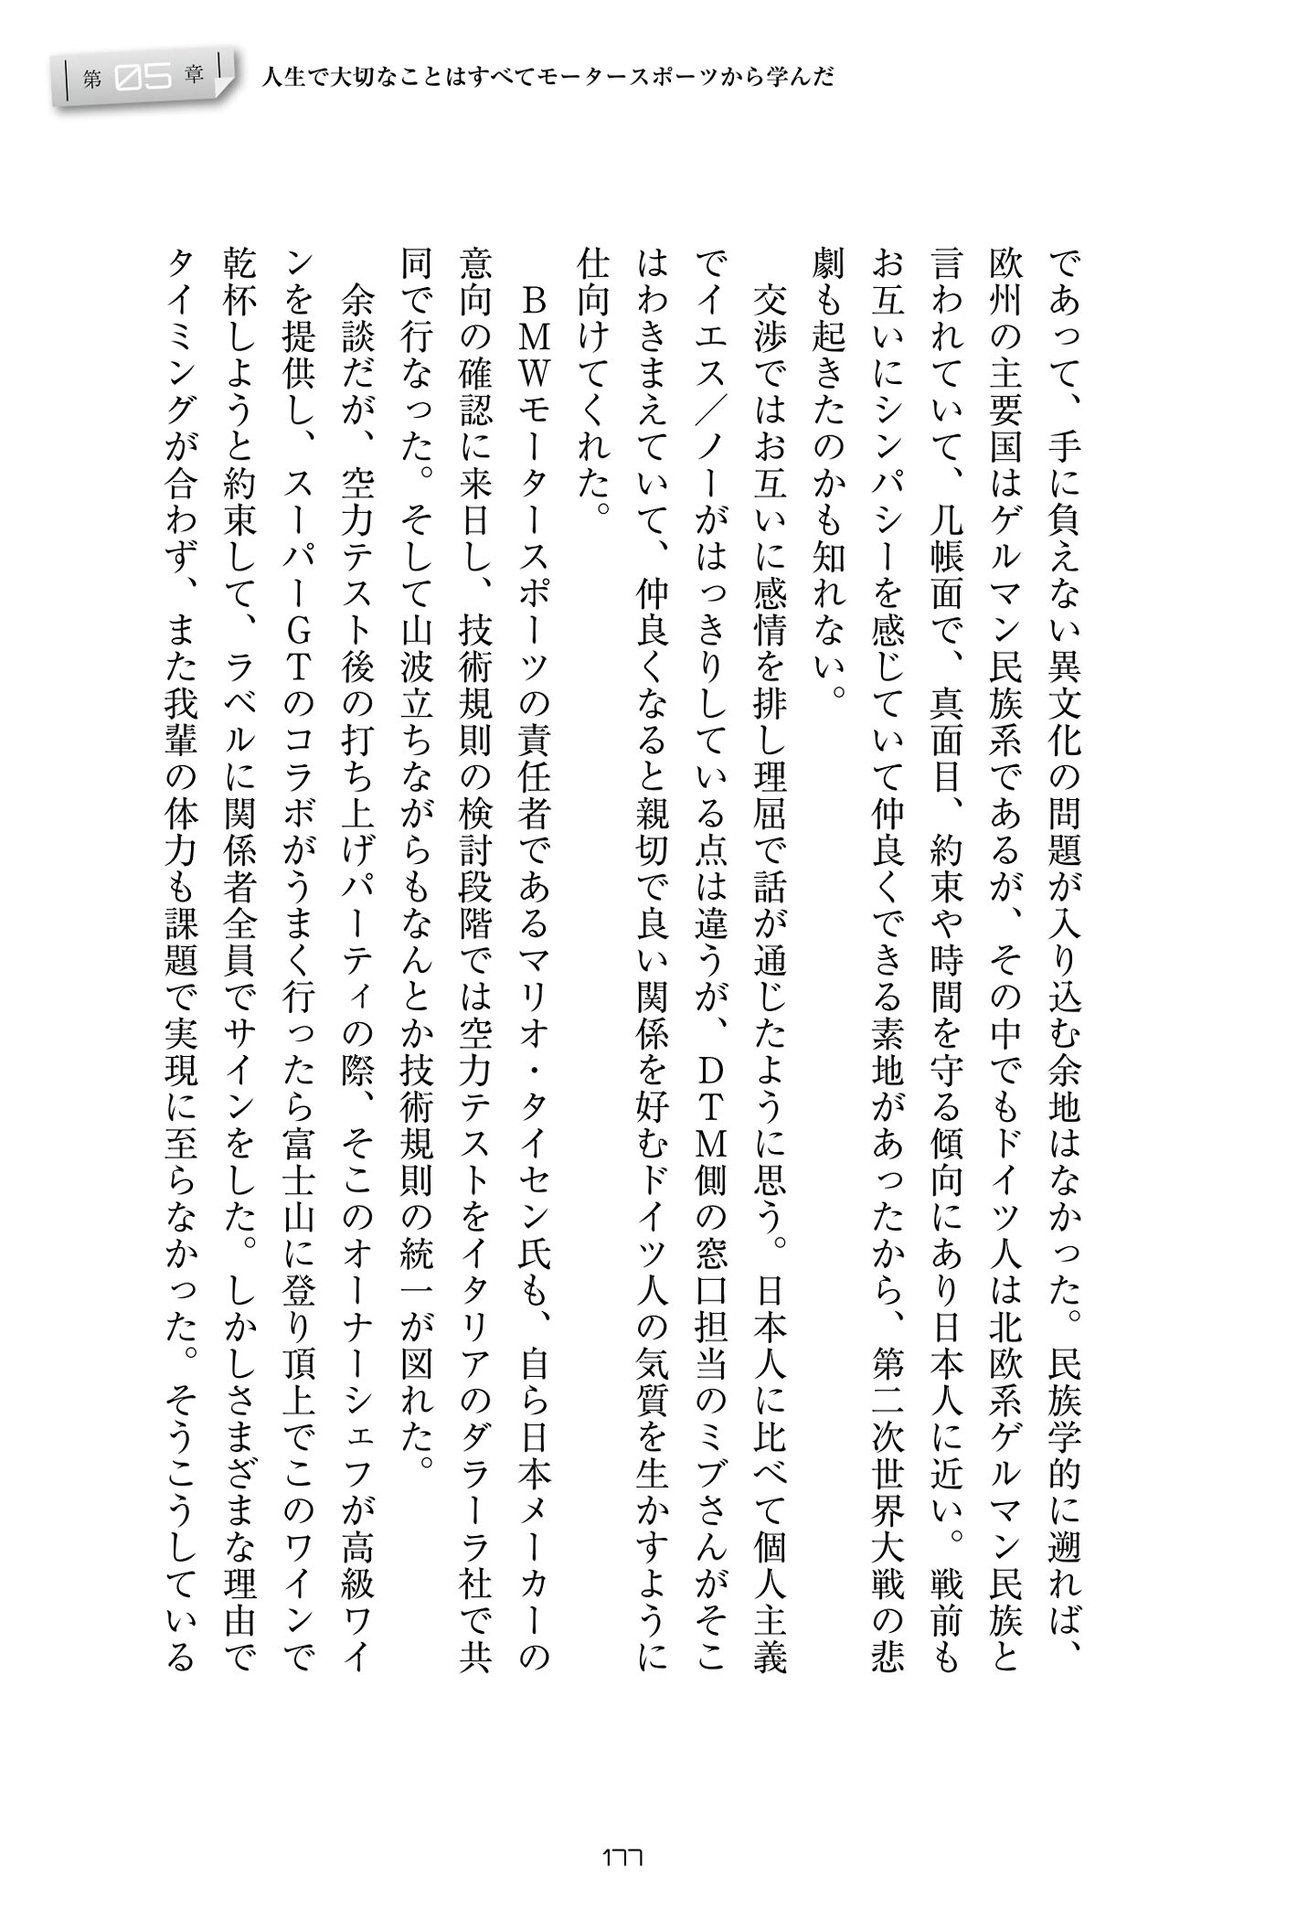 第05章
人生で大切なことはすべてモータースポーツから学んだ
であって、手に負えない異文化の問題が入り込む余地はなかった。民族学的に遡れば、
欧州の主要国はゲルマン民族系であるが、その中でもドイツ人は北欧系ゲルマン民族と
言われていて、几帳面で、真面目、約束や時間を守る傾向にあり日本人に近い。戦前も
お互いにシンパシーを感じていて仲良くできる素地があったから、第二次世界大戦の悲
劇も起きたのかも知れない。
交渉ではお互いに感情を排し理屈で話が通じたように思う。日本人に比べて個人主義
でイエス／ノーがはっきりしている点は違うが、ＤＴＭ側の窓口担当のミブさんがそこ
はわきまえていて、仲良くなると親切で良い関係を好むドイツ人の気質を生かすように
仕向けてくれた。
ＢＭＷモータースポーツの責任者であるマリオ・タイセン氏も、自ら日本メーカーの
意向の確認に来日し、技術規則の検討段階では空力テストをイタリアのダラーラ社で共
同で行なった。そして山波立ちながらもなんとか技術規則の統一が図れた。
余談だが、空力テスト後の打ち上げパーティの際、そこのオーナーシェフが高級ワイ
ンを提供し、スーパーＧＴのコラボがうまく行ったら富士山に登り頂上でこのワインで
乾杯しようと約束して、ラベルに関係者全員でサインをした。しかしさまざまな理由で
タイミングが合わず、また我輩の体力も課題で実現に至らなかった。そうこうしている
177